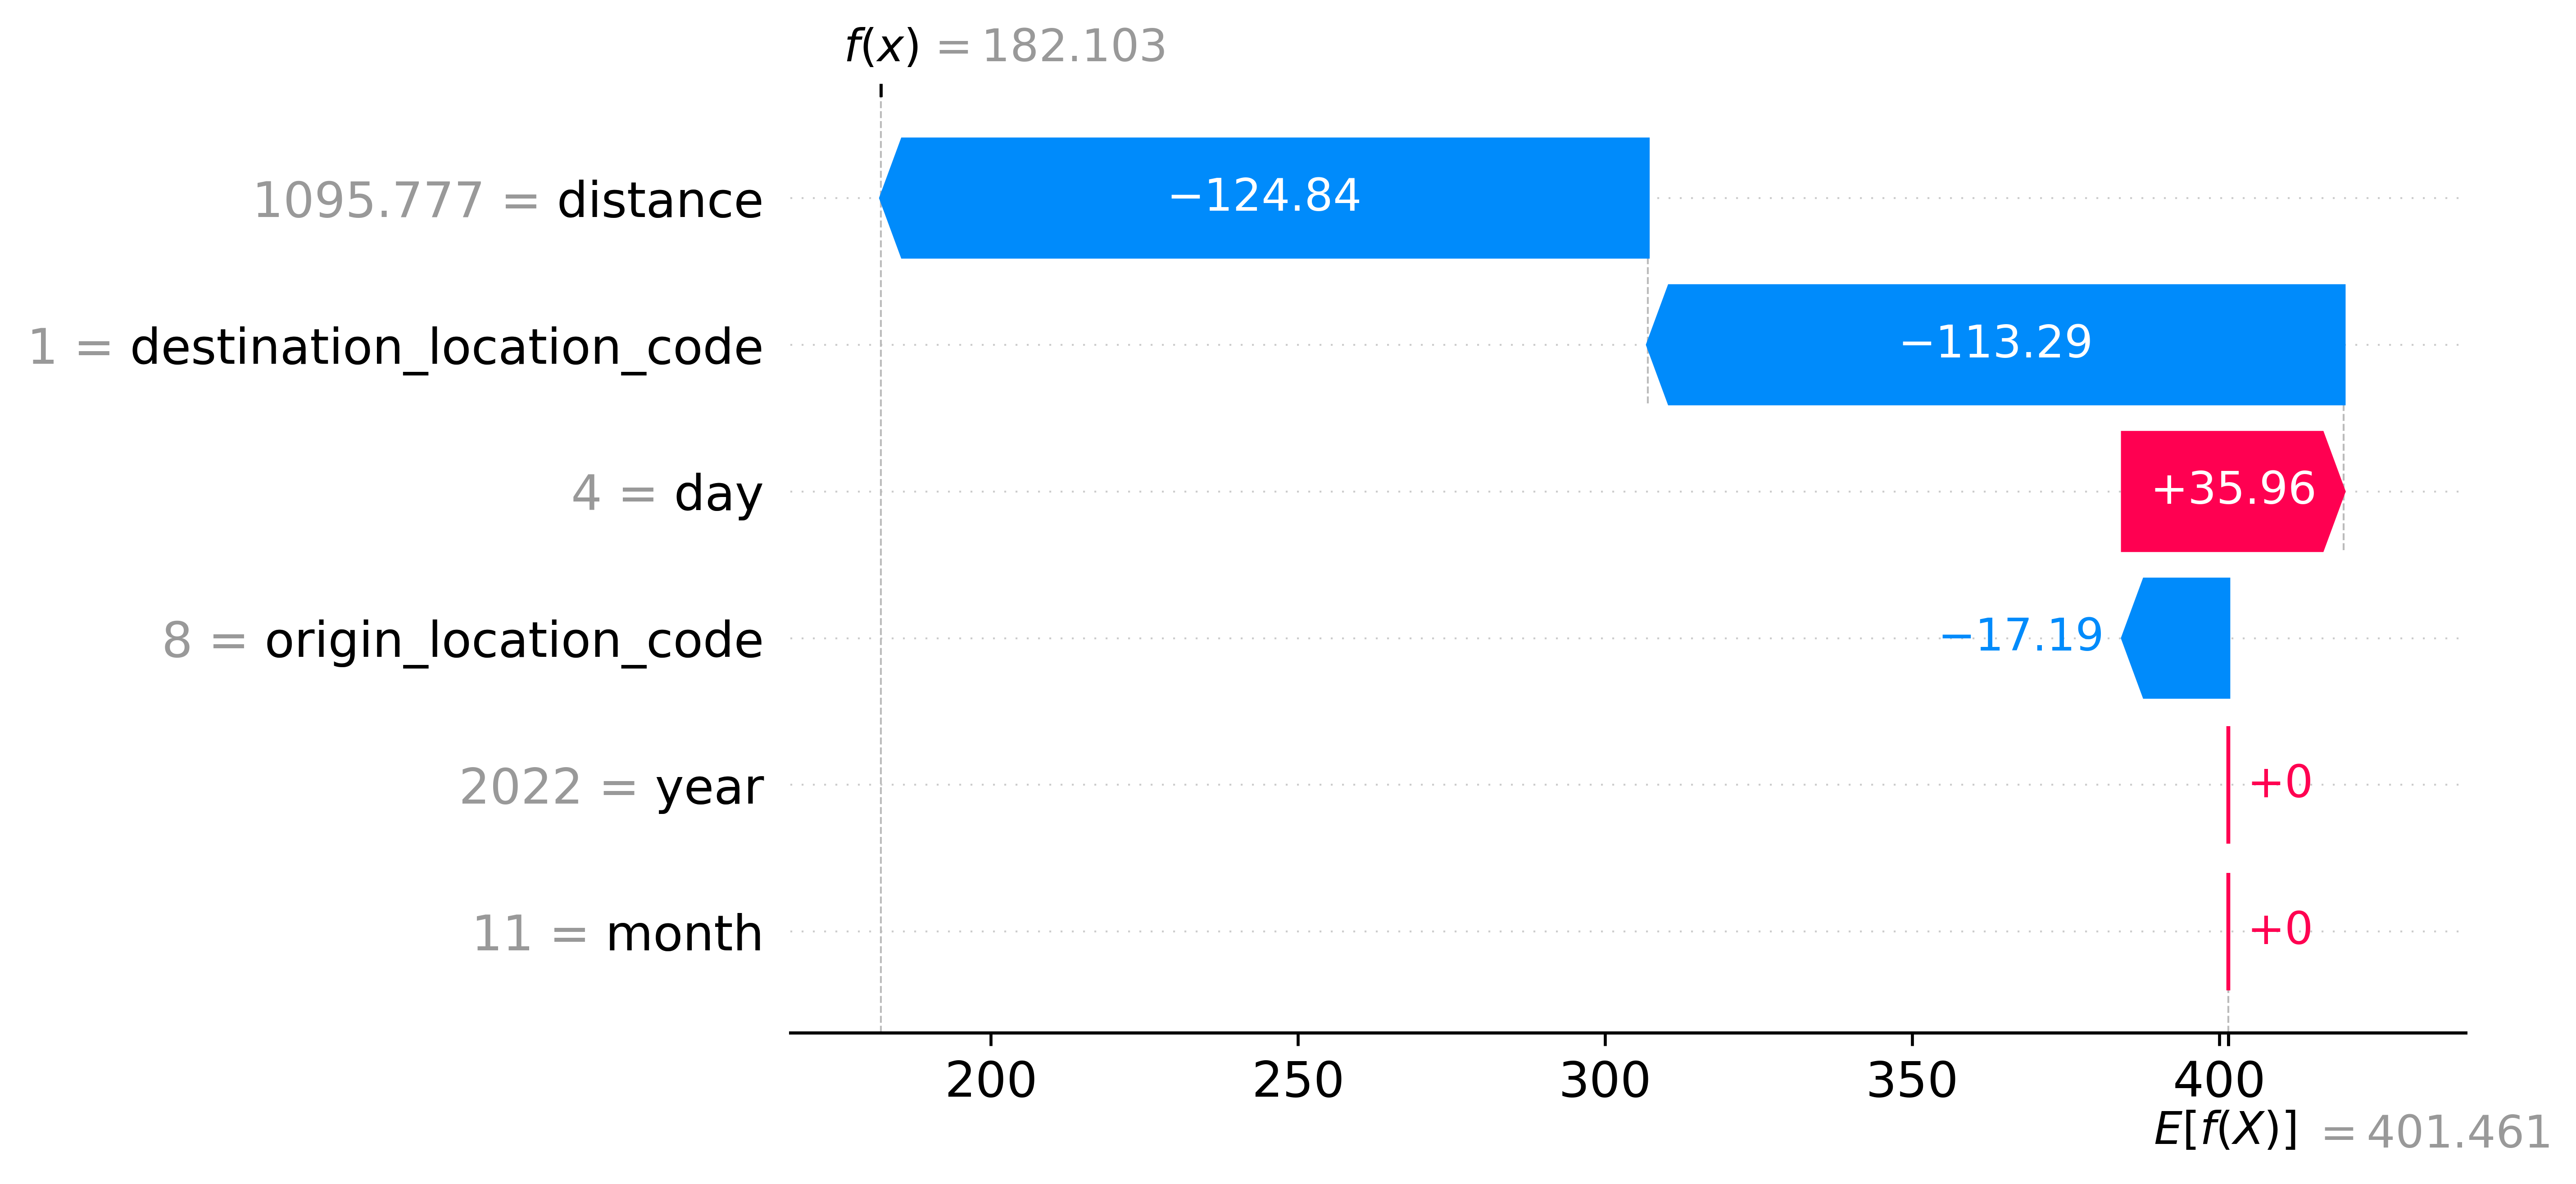 f(x) = 182.103
1095.777 = distance
−124.84
1 = destination_location_code
−113.29
4 = day
+35.96
8 = origin_location_code
−17.19
2022 = year
+0
11 = month
+0
200 250 300 350 400
E[f(X)] = 401.461